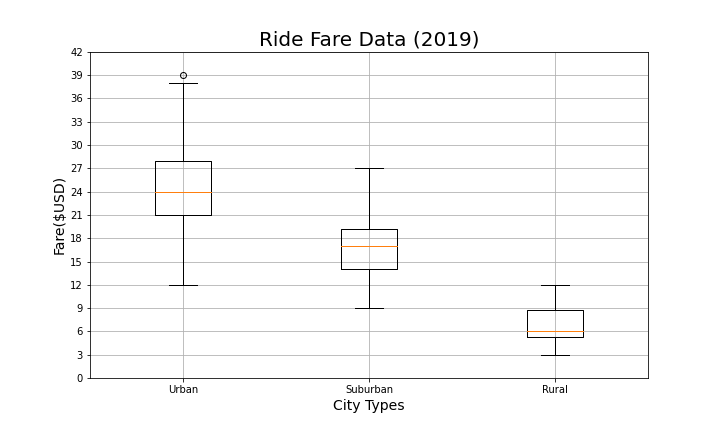 Ride Fare Data (2019)
42
39
36
33
30
27
24
21
18
15
12
9
6
3
0
Fare($USD)
Urban
Suburban
Rural
City Types